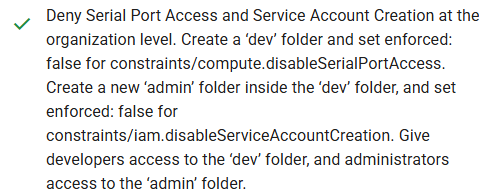 Deny Serial Port Access and Service Account Creation at the
organization level. Create a ‘dev’ folder and set enforced:
false for constraints/compute.disableSerialPortAccess.
Create a new ‘admin’ folder inside the ‘dev’ folder, and set
enforced: false for
constraints/iam.disableServiceAccountCreation. Give
developers access to the ‘dev’ folder, and administrators
access to the ‘admin’ folder.